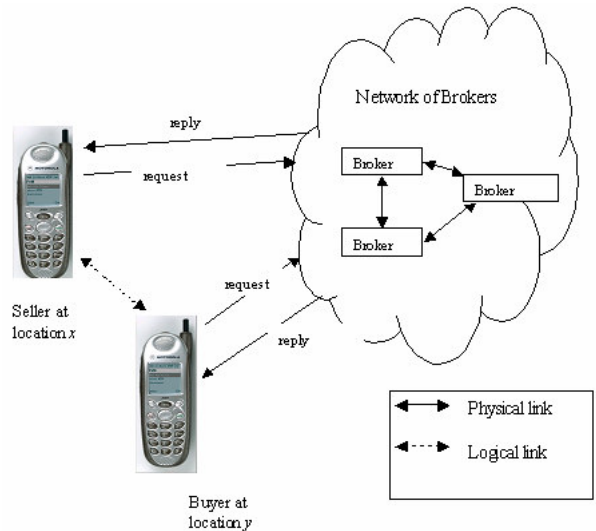 Network of Brokers
reply
Broker
request
Broker
Broker
request
Seller at
location x
reply
Physical link
Logical link
Buyer at
location y